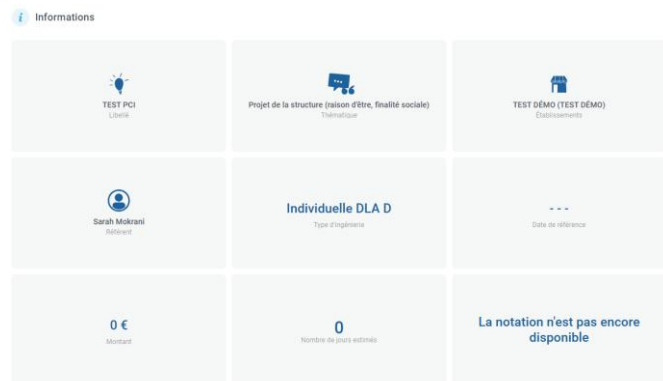 i Informations
TEST PCI
Libellé
Projet de la structure (raison d'être, finalité sociale)
Thématique
TEST DÉMO (TEST DÉMO)
Établissements
Sarah Mokrani
Référent
Individuelle DLA D
Type d'ingénierie
- - -
Date de référence
0 €
Montant
0
Nombre de jours estimés
La notation n'est pas encore
disponible